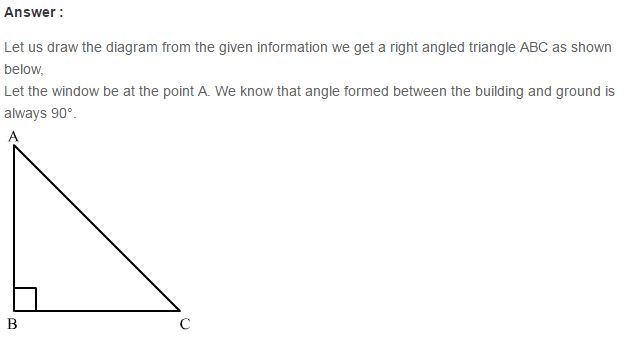 Answer :
Let us draw the diagram from the given information we get a right angled triangle ABC as shown
below,
Let the window be at the point A. We know that angle formed between the building and ground is
always 90°.
A
B
C